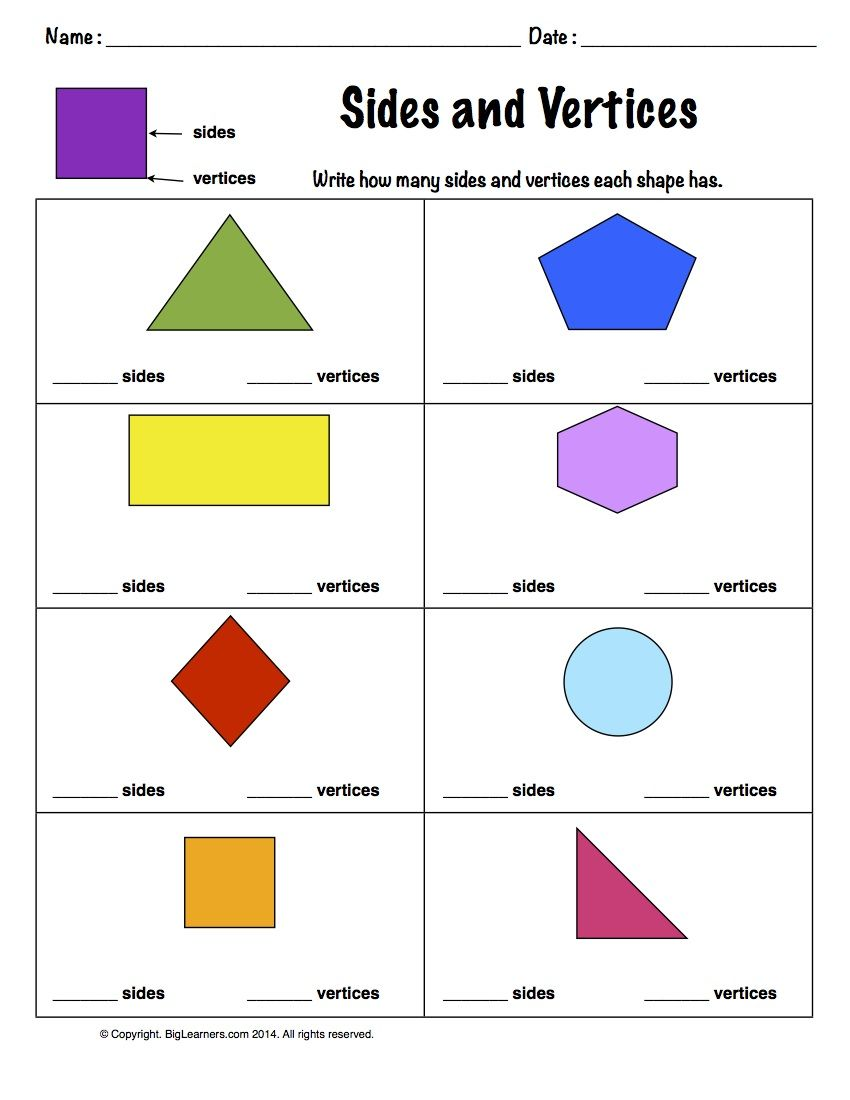 Name: ______________________ Date: ______________
Sides and Vertices
sides
vertices
Write how many sides and vertices each shape has.
_______ sides _______ vertices _______ sides _______ vertices
_______ sides _______ vertices _______ sides _______ vertices
_______ sides _______ vertices _______ sides _______ vertices
_______ sides _______ vertices _______ sides _______ vertices
© Copyright. BigLearners.com 2014. All rights reserved.